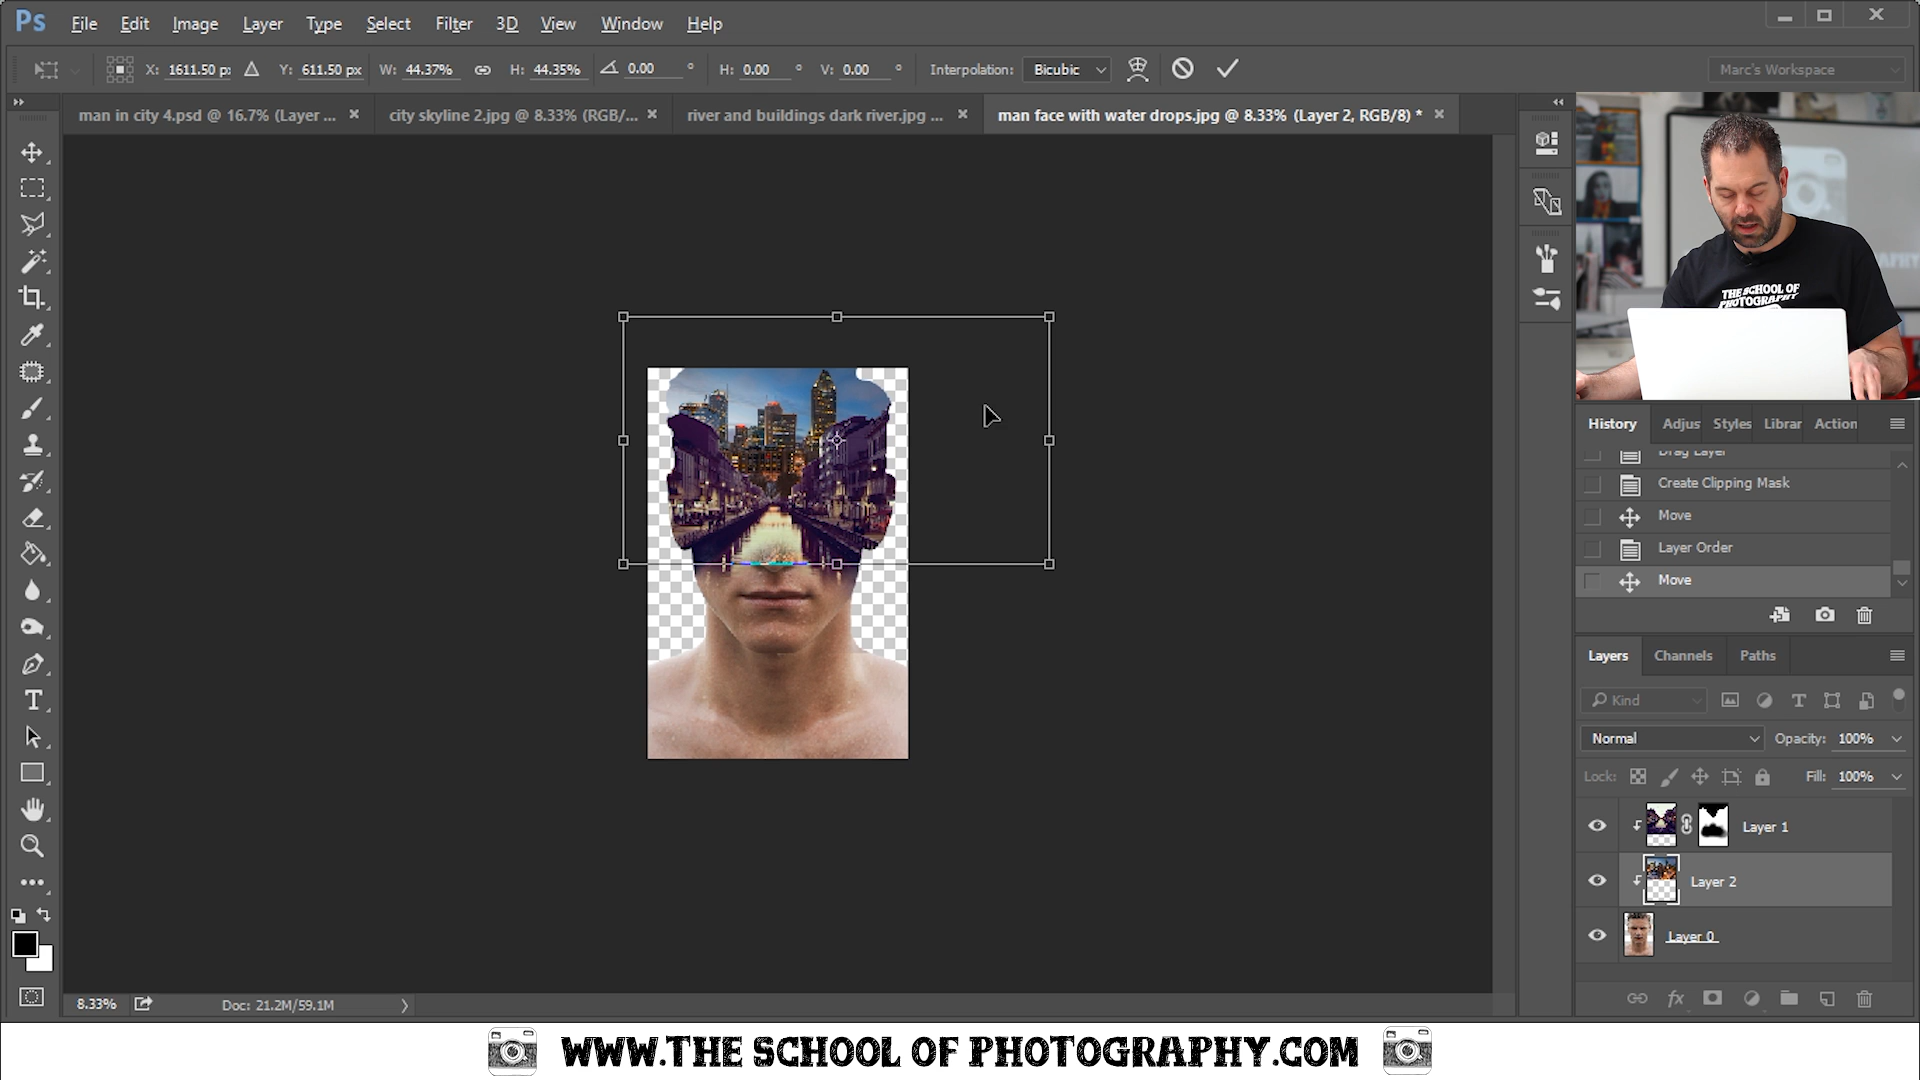 Ps File Edit Image Layer Type Select Filter 3D View Window Help
X: 1611.50 p: Y: 611.50 px W: 44.37% H: 44.35% 0.00 ° H: 0.00 ° V: 0.00 ° Interpolation: Bicubic Marc's Workspace
man in city 4.psd @ 16.7% (Layer ... × city skyline 2.jpg @ 8.33% (RGB/... × river and buildings dark river.jpg ... × man face with water drops.jpg @ 8.33% (Layer 2, RGB/8) * ×
THE SCHOOL OF
PHOTOGRAPHY
History Adjus Styles Librar Action
Drag Layer
Create Clipping Mask
Move
Layer Order
Move
Layers Channels Paths
Kind
Normal Opacity: 100%
Lock: Fill: 100%
Layer 1
Layer 2
Layer 0
8.33% Doc: 21.2M/59.1M
WWW.THE SCHOOL OF PHOTOGRAPHY.COM